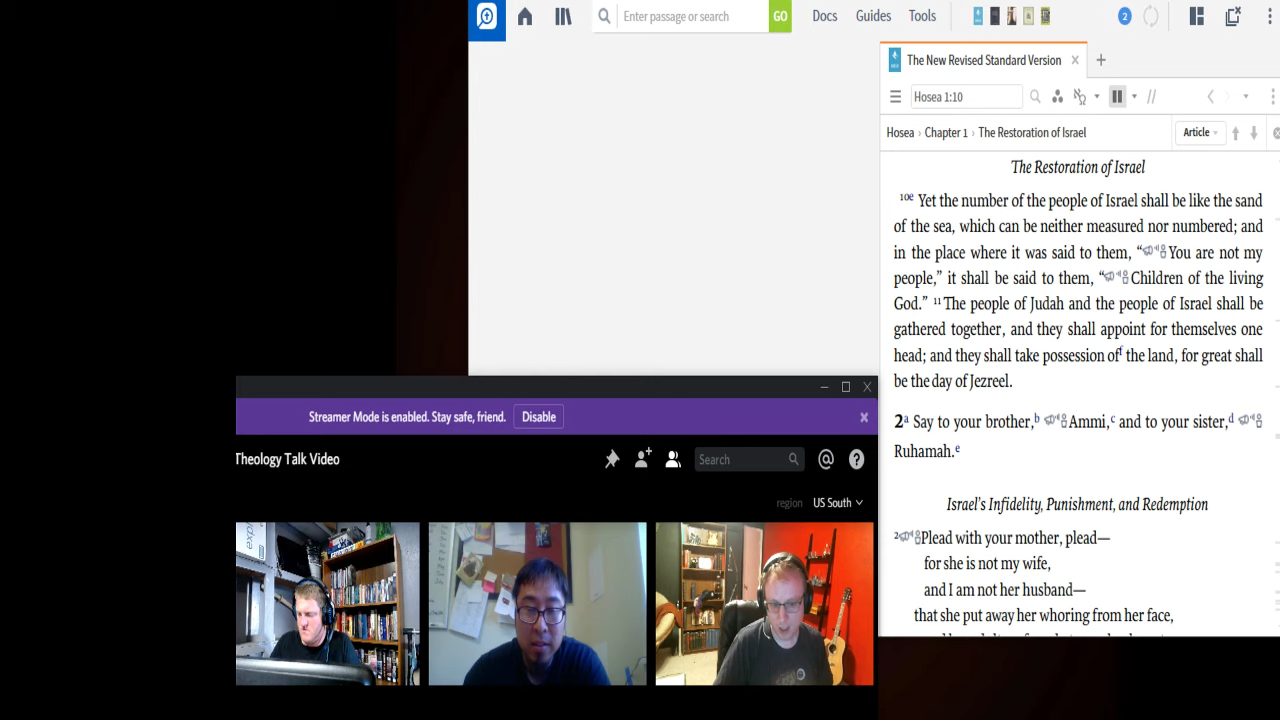 Enter passage or search
GO
Docs
Guides
Tools
2
The New Revised Standard Version
Hosea 1:10
Hosea › Chapter 1 › The Restoration of Israel
Article
The Restoration of Israel
10e Yet the number of the people of Israel shall be like the sand
of the sea, which can be neither measured nor numbered; and
in the place where it was said to them, “You are not my
people,” it shall be said to them, “Children of the living
God.” 11 The people of Judah and the people of Israel shall be
gathered together, and they shall appoint for themselves one
head; and they shall take possession of f the land, for great shall
be the day of Jezreel.
2a Say to your brother,b Ammi,c and to your sister,d
Ruhamah.e
Israel’s Infidelity, Punishment, and Redemption
2 Plead with your mother, plead—
for she is not my wife,
and I am not her husband—
that she put away her whoring from her face,
Streamer Mode is enabled. Stay safe, friend.
Disable
Theology Talk Video
Search
region
US South